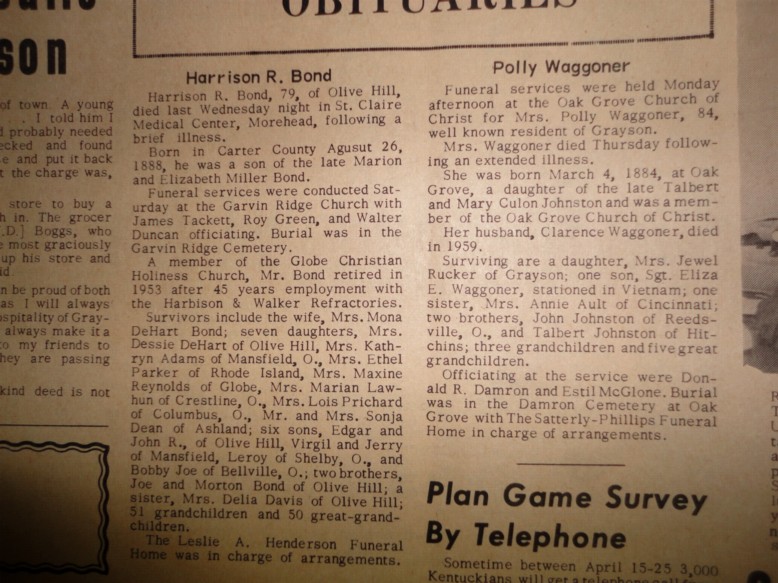 OBITUARIES
son
of town. A young
. . . I told him I
probably needed
ecked and found
e and put it back
t the charge was,
store to buy a
h in. The grocer
.D.] Boggs, who
e most graciously
up his store and
id.
n be proud of both
as I will always
ospitality of Gray-
always make it a
to my friends to
they are passing
kind deed is not
Harrison R. Bond
Harrison R. Bond, 79, of Olive Hill,
died last Wednesday night in St. Claire
Medical Center, Morehead, following a
brief illness.
Born in Carter County Agusut 26,
1888, he was a son of the late Marion
and Elizabeth Miller Bond.
Funeral services were conducted Sat-
urday at the Garvin Ridge Church with
James Tackett, Roy Green, and Walter
Duncan officiating. Burial was in the
Garvin Ridge Cemetery.
A member of the Globe Christian
Holiness Church, Mr. Bond retired in
1953 after 45 years employment with
the Harbison & Walker Refractories.
Survivors include the wife, Mrs. Mona
DeHart Bond; seven daughters, Mrs.
Dessie DeHart of Olive Hill, Mrs. Kath-
ryn Adams of Mansfield, O., Mrs. Ethel
Parker of Rhode Island, Mrs. Maxine
Reynolds of Globe, Mrs. Marian Law-
hun of Crestline, O., Mrs. Lois Prichard
of Columbus, O., Mr. and Mrs. Sonja
Dean of Ashland; six sons, Edgar and
John R., of Olive Hill, Virgil and Jerry
of Mansfield, Leroy of Shelby, O., and
Bobby Joe of Bellville, O.; two brothers,
Joe and Morton Bond of Olive Hill; a
sister, Mrs. Delia Davis of Olive Hill;
51 grandchildren and 50 great-grand-
children.
The Leslie A. Henderson Funeral
Home was in charge of arrangements.
Polly Waggoner
Funeral services were held Monday
afternoon at the Oak Grove Church of
Christ for Mrs. Polly Waggoner, 84,
well known resident of Grayson.
Mrs. Waggoner died Thursday follow-
ing an extended illness.
She was born March 4, 1884, at Oak
Grove, a daughter of the late Talbert
and Mary Culon Johnston and was a mem-
ber of the Oak Grove Church of Christ.
Her husband, Clarence Waggoner, died
in 1959.
Surviving are a daughter, Mrs. Jewel
Rucker of Grayson; one son, Sgt. Eliza
E. Waggoner, stationed in Vietnam; one
sister, Mrs. Annie Ault of Cincinnati;
two brothers, John Johnston of Reeds-
ville, O., and Talbert Johnston of Hit-
chins; three grandchildren and five great
grandchildren.
Officiating at the service were Don-
ald R. Damron and Estil McGlone. Burial
was in the Damron Cemetery at Oak
Grove with The Satterly-Phillips Funeral
Home in charge of arrangements.
Plan Game Survey
By Telephone
Sometime between April 15-25 3,000
Kentuckians will get a telephone call